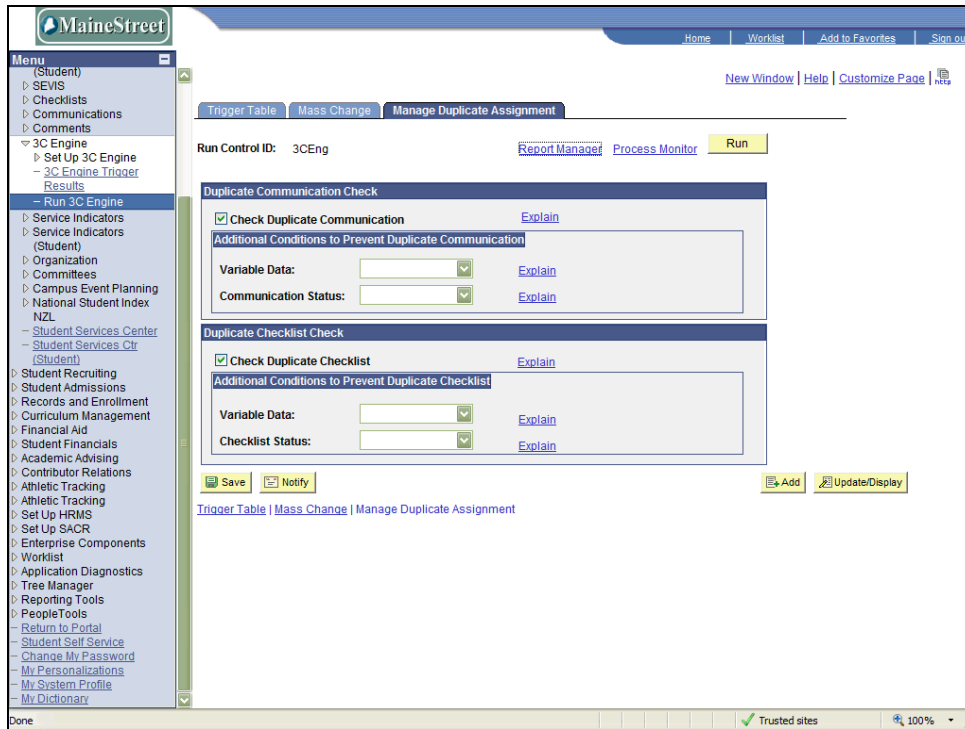 MaineStreet
Home | Worklist | Add to Favorites | Sign ou
Menu
(Student)
SEVIS
Checklists
Communications
Comments
3C Engine
Set Up 3C Engine
3C Engine Trigger
Results
Run 3C Engine
Service Indicators
Service Indicators
(Student)
Organization
Committees
Campus Event Planning
National Student Index
NZL
Student Services Center
Student Services Ctr
(Student)
Student Recruiting
Student Admissions
Records and Enrollment
Curriculum Management
Financial Aid
Student Financials
Academic Advising
Contributor Relations
Athletic Tracking
Athletic Tracking
Set Up HRMS
Set Up SACR
Enterprise Components
Worklist
Application Diagnostics
Tree Manager
Reporting Tools
PeopleTools
Return to Portal
Student Self Service
Change My Password
My Personalizations
My System Profile
My Dictionary
New Window | Help | Customize Page | http
Trigger Table Mass Change Manage Duplicate Assignment
Run Control ID: 3CEng Report Manager Process Monitor Run
Duplicate Communication Check
Check Duplicate Communication Explain
Additional Conditions to Prevent Duplicate Communication
Variable Data: Explain
Communication Status: Explain
Duplicate Checklist Check
Check Duplicate Checklist Explain
Additional Conditions to Prevent Duplicate Checklist
Variable Data: Explain
Checklist Status: Explain
Save Notify Add Update/Display
Trigger Table | Mass Change | Manage Duplicate Assignment
Done Trusted sites 100%